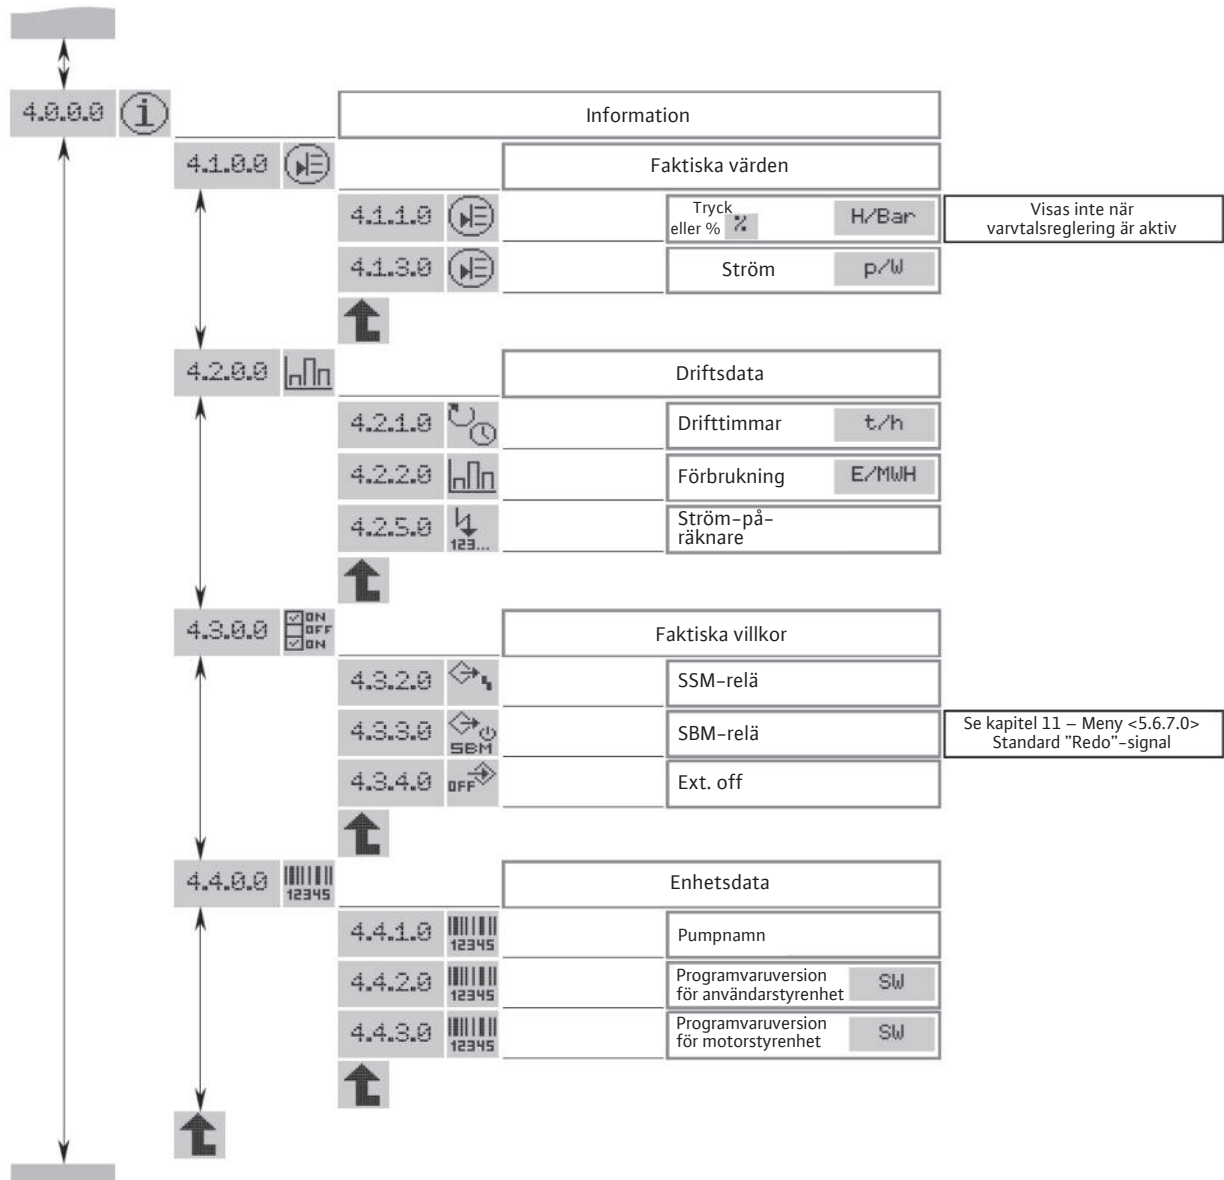 4.0.0.0 i Information
4.1.0.0 Faktiska värden
4.1.1.0 Tryck
eller % % H/Bar
Visas inte när
varvtalsreglering är aktiv
4.1.3.0 Ström p/W
4.2.0.0 Driftsdata
4.2.1.0 Drifttimmar t/h
4.2.2.0 Förbrukning E/MWH
4.2.5.0 123... Ström-på-
räknare
4.3.0.0 ON
OFF
ON
Faktiska villkor
4.3.2.0 SSM-relä
4.3.3.0 SBM SBM-relä
Se kapitel 11 – Meny <5.6.7.0>
Standard ”Redo”-signal
4.3.4.0 OFF Ext. off
4.4.0.0 12345 Enhetsdata
4.4.1.0 12345 Pumpnamn
4.4.2.0 12345 Programvaruversion
för användarstyrenhet SW
4.4.3.0 12345 Programvaruversion
för motorstyrenhet SW